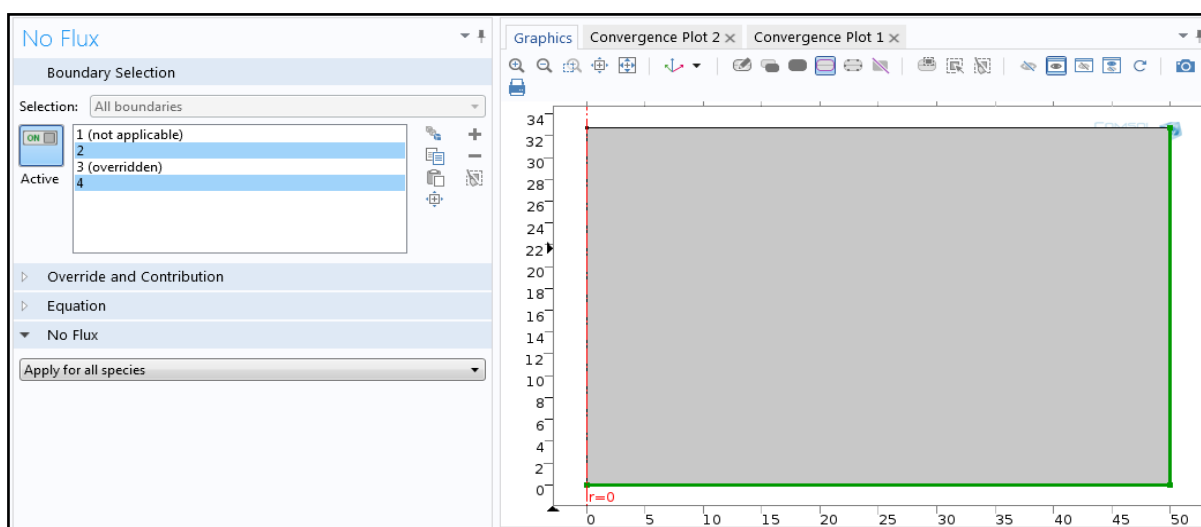 No Flux
Boundary Selection
Selection: All boundaries
ON
Active
1 (not applicable)
2
3 (overridden)
4
Override and Contribution
Equation
No Flux
Apply for all species
Graphics Convergence Plot 2 Convergence Plot 1
34
32
30
28
26
24
22
20
18
16
14
12
10
8
6
4
2
0
r=0
0 5 10 15 20 25 30 35 40 45 50